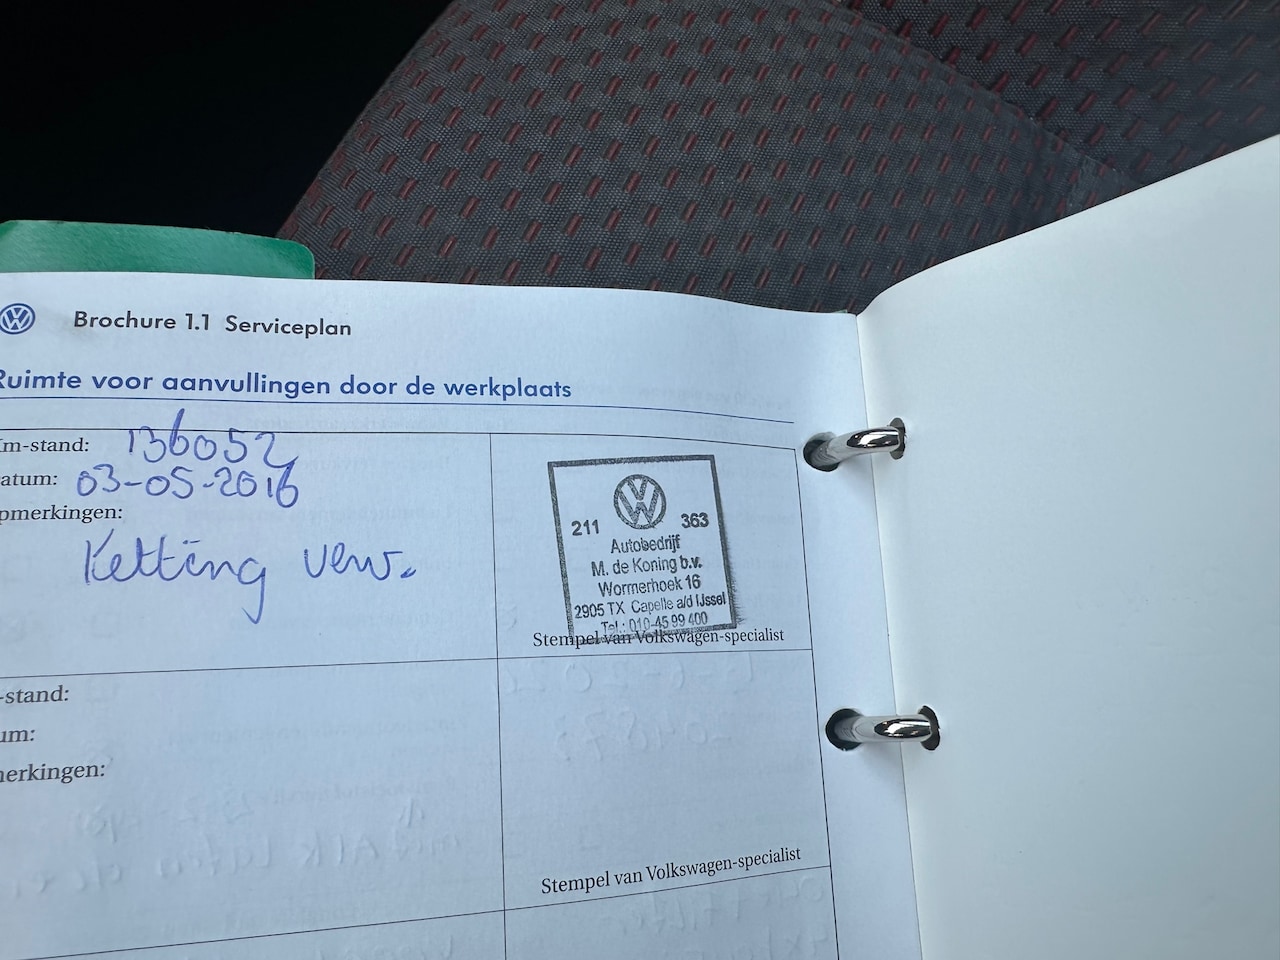 Brochure 1.1 Serviceplan
Ruimte voor aanvullingen door de werkplaats
m-stand: 136052
atum: 03-05-2016
pmerkingen:
Ketting verv.
211 363
Autobedrijf
M. de Koning b.v.
Wormerhoek 16
2905 TX Capelle a/d IJssel
Tel.: 010-45 99 400
Stempel van Volkswagen-specialist
-stand:
um:
erkingen:
Stempel van Volkswagen-specialist